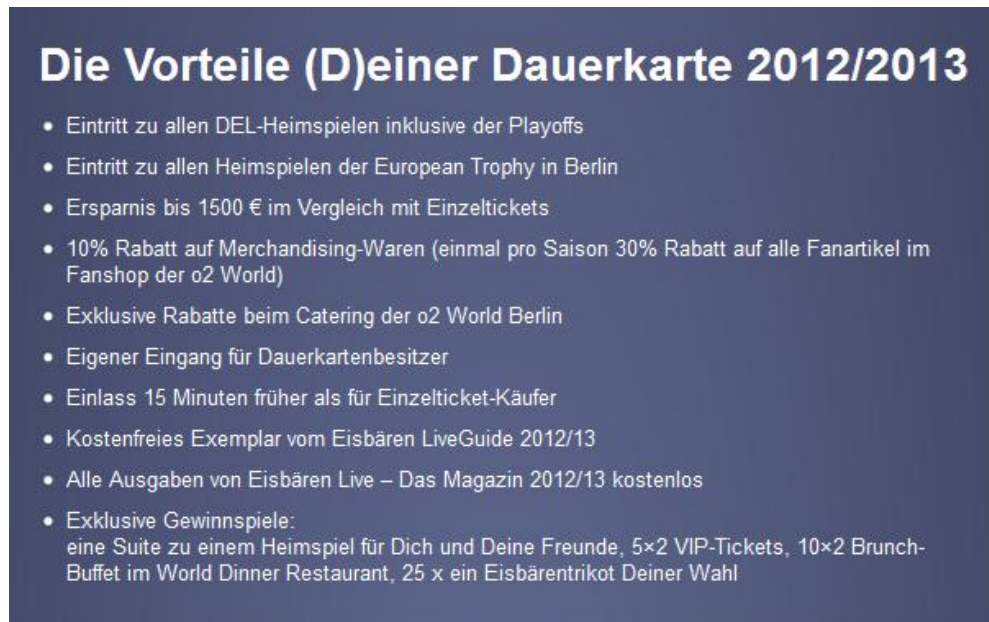 Die Vorteile (D)einer Dauerkarte 2012/2013
• Eintritt zu allen DEL-Heimspielen inklusive der Playoffs
• Eintritt zu allen Heimspielen der European Trophy in Berlin
• Ersparnis bis 1500 € im Vergleich mit Einzeltickets
• 10% Rabatt auf Merchandising-Waren (einmal pro Saison 30% Rabatt auf alle Fanartikel im
Fanshop der o2 World)
• Exklusive Rabatte beim Catering der o2 World Berlin
• Eigener Eingang für Dauerkartenbesitzer
• Einlass 15 Minuten früher als für Einzelticket-Käufer
• Kostenfreies Exemplar vom Eisbären LiveGuide 2012/13
• Alle Ausgaben von Eisbären Live – Das Magazin 2012/13 kostenlos
• Exklusive Gewinnspiele:
eine Suite zu einem Heimspiel für Dich und Deine Freunde, 5×2 VIP-Tickets, 10×2 Brunch-
Buffet im World Dinner Restaurant, 25 x ein Eisbärentrikot Deiner Wahl